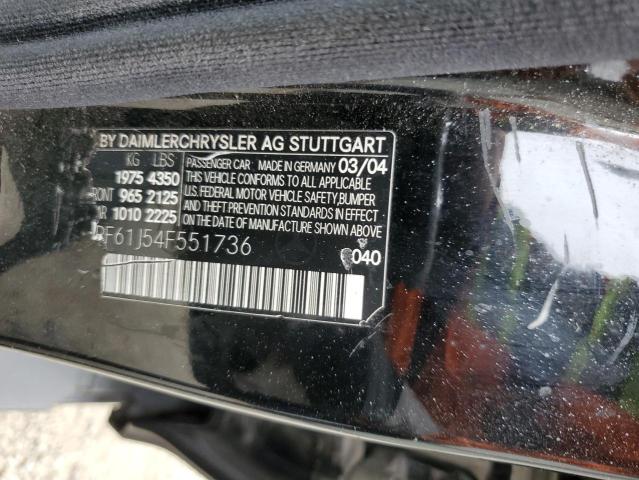 BY DAIMLERCHRYSLER AG STUTTGART
KG LBS
1975 4350
FRONT 965 2125
1010 2225
PASSENGER CAR MADE IN GERMANY 03/04
THIS VEHICLE CONFORMS TO ALL APPLICABLE
U.S. FEDERAL MOTOR VEHICLE SAFETY, BUMPER
AND THEFT PREVENTION STANDARDS IN EFFECT
ON THE DATE OF MANUFACTURE SHOWN ABOVE
RF61J54F551736
040